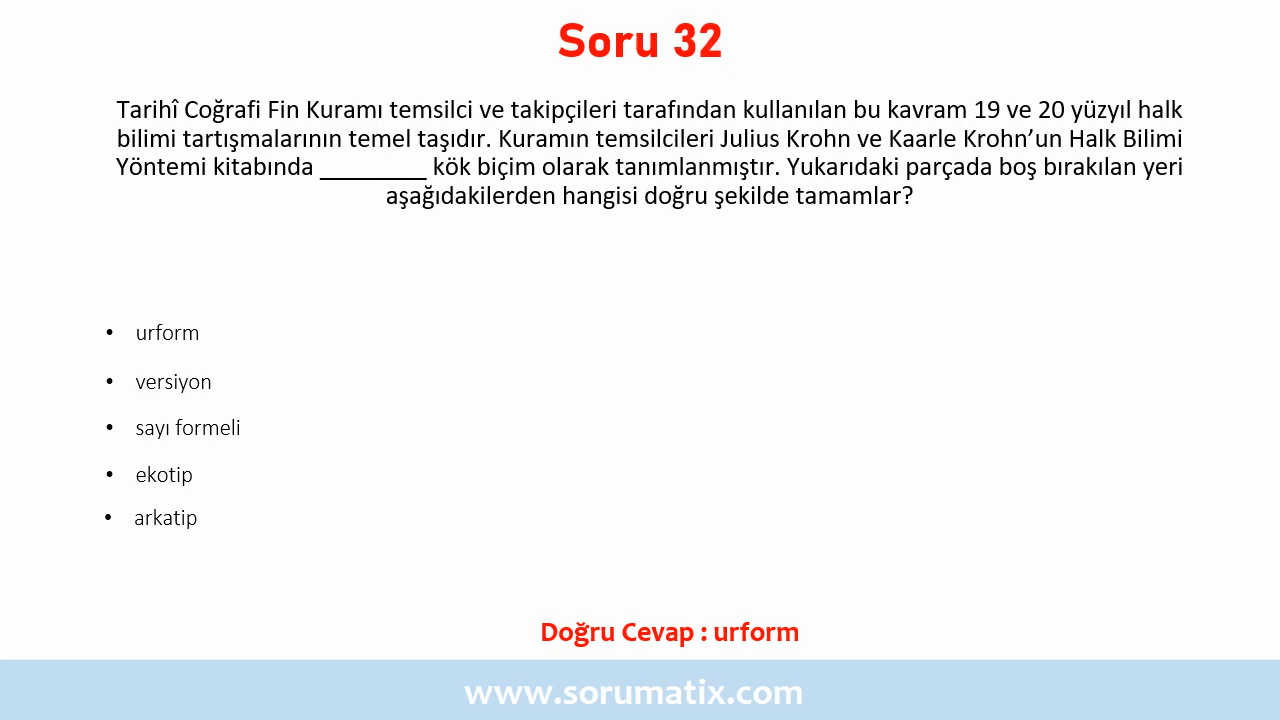 Soru 32
Tarihî Coğrafi Fin Kuramı temsilci ve takipçileri tarafından kullanılan bu kavram 19 ve 20 yüzyıl halk
bilimi tartışmalarının temel taşıdır. Kuramın temsilcileri Julius Krohn ve Kaarle Krohn’un Halk Bilimi
Yöntemi kitabında ________ kök biçim olarak tanımlanmıştır. Yukarıdaki parçada boş bırakılan yeri
aşağıdakilerden hangisi doğru şekilde tamamlar?
• urform
• versiyon
• sayı formeli
• ekotip
• arkatip
Doğru Cevap : urform
www.sorumatix.com